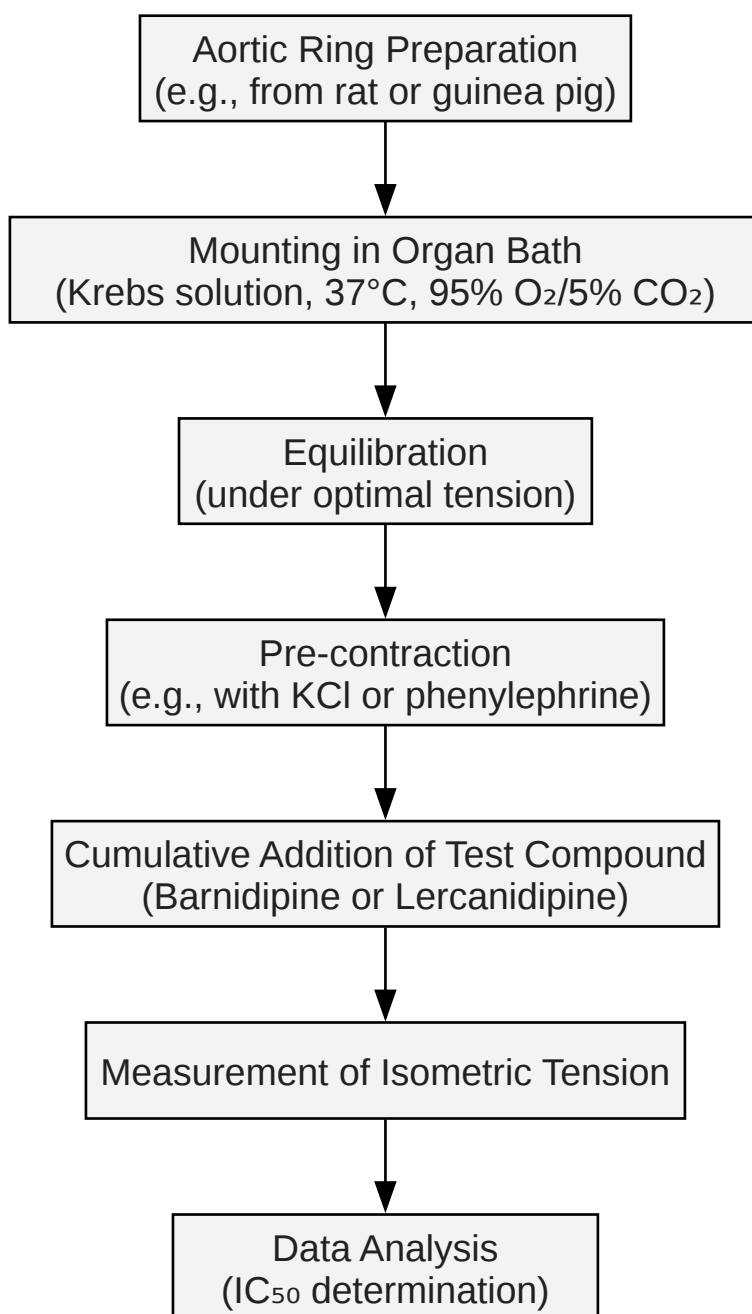 Aortic Ring Preparation
(e.g., from rat or guinea pig)
Mounting in Organ Bath
(Krebs solution, 37°C, 95% O₂/5% CO₂)
Equilibration
(under optimal tension)
Pre-contraction
(e.g., with KCl or phenylephrine)
Cumulative Addition of Test Compound
(Barnidipine or Lercanidipine)
Measurement of Isometric Tension
Data Analysis
(IC₅₀ determination)